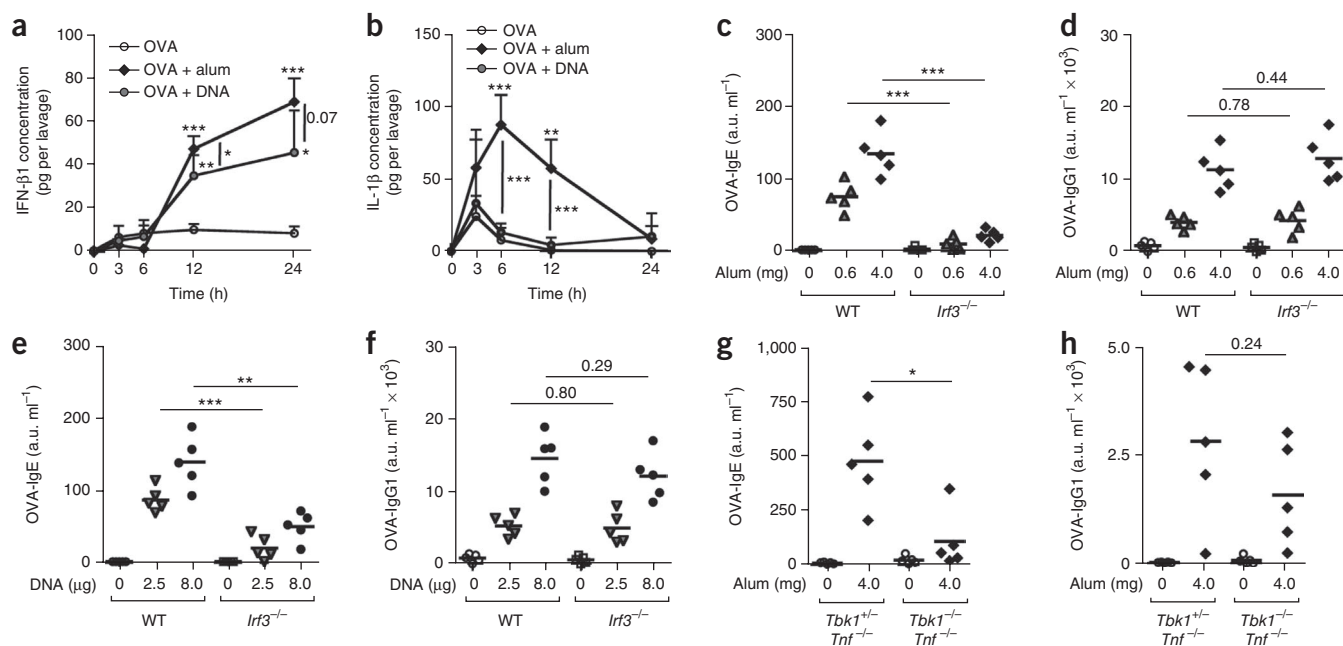 a
IFN-β1 concentration
(pg per lavage)
100
80
60
40
20
0
OVA
OVA + alum
OVA + DNA
***
***
**
*
0.07
*
0
3
6
12
24
Time (h)
b
IL-1β concentration
(pg per lavage)
150
100
50
0
OVA
OVA + alum
OVA + DNA
***
**
***
***
0
3
6
12
24
Time (h)
c
OVA-IgE (a.u. ml⁻¹)
300
200
100
0
***
***
Alum (mg)
0
0.6
4.0
0
0.6
4.0
WT
Irf3⁻/⁻
d
OVA-IgG1 (a.u. ml⁻¹ × 10³)
30
20
10
0
0.44
0.78
Alum (mg)
0
0.6
4.0
0
0.6
4.0
WT
Irf3⁻/⁻
e
OVA-IgE (a.u. ml⁻¹)
300
200
100
0
**
***
DNA (μg)
0
2.5
8.0
0
2.5
8.0
WT
Irf3⁻/⁻
f
OVA-IgG1 (a.u. ml⁻¹ × 10³)
30
20
10
0
0.29
0.80
DNA (μg)
0
2.5
8.0
0
2.5
8.0
WT
Irf3⁻/⁻
g
OVA-IgE (a.u. ml⁻¹)
1,000
750
500
250
0
*
Alum (mg)
0
4.0
0
4.0
Tbk1⁺/⁻
Tnf⁻/⁻
Tbk1⁻/⁻
Tnf⁻/⁻
h
OVA-IgG1 (a.u. ml⁻¹ × 10³)
5.0
2.5
0
0.24
Alum (mg)
0
4.0
0
4.0
Tbk1⁺/⁻
Tnf⁻/⁻
Tbk1⁻/⁻
Tnf⁻/⁻